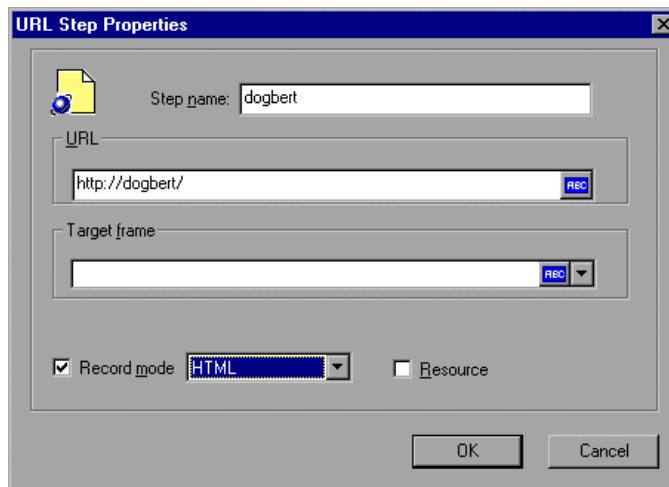 URL Step Properties
Step name: dogbert
URL
http://dogbert/
ABC
Target frame
ABC
Record mode HTML Resource
OK Cancel